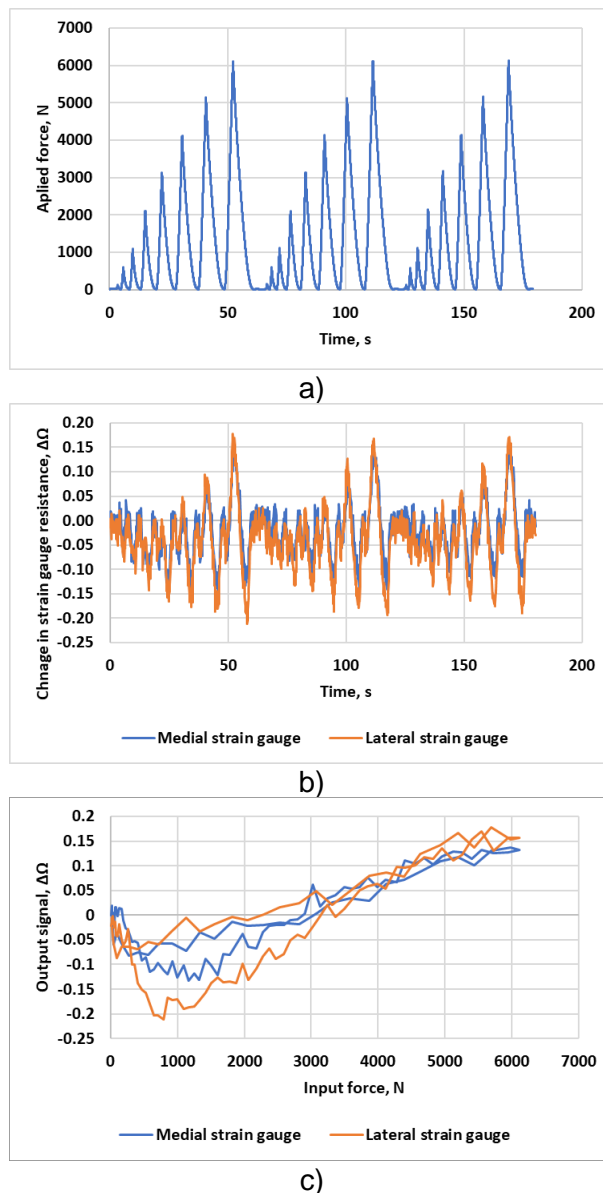 7000
6000
5000
4000
3000
2000
1000
0
Aplied force, N
0 50 100 150 200
Time, s
a)
0.20
0.15
0.10
0.05
0.00
-0.05
-0.10
-0.15
-0.20
-0.25
Chnage in strain gauge resistance, ΔΩ
0 50 100 150 200
Time, s
Medial strain gauge Lateral strain gauge
b)
0.2
0.15
0.1
0.05
0
-0.05
-0.1
-0.15
-0.2
-0.25
Output signal, ΔΩ
0 1000 2000 3000 4000 5000 6000 7000
Input force, N
Medial strain gauge Lateral strain gauge
c)